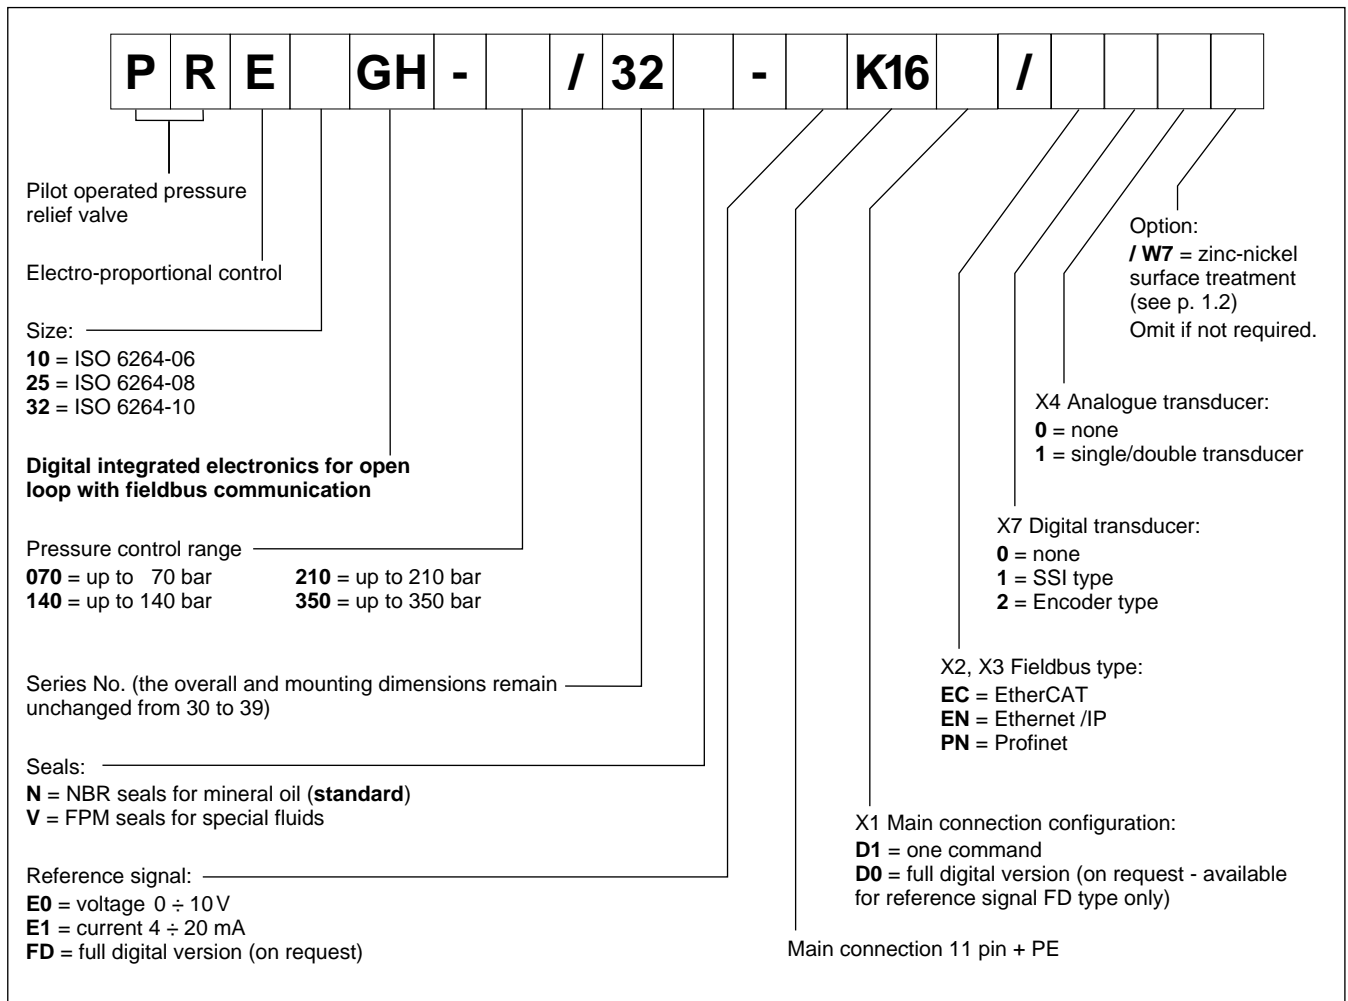 P R E GH - / 32 - K16 /
Pilot operated pressure
relief valve
Electro-proportional control
Size:
10 = ISO 6264-06
25 = ISO 6264-08
32 = ISO 6264-10
Digital integrated electronics for open
loop with fieldbus communication
Pressure control range
070 = up to 70 bar
140 = up to 140 bar
210 = up to 210 bar
350 = up to 350 bar
Series No. (the overall and mounting dimensions remain
unchanged from 30 to 39)
Seals:
N = NBR seals for mineral oil (standard)
V = FPM seals for special fluids
Reference signal:
E0 = voltage 0 ÷ 10 V
E1 = current 4 ÷ 20 mA
FD = full digital version (on request)
Option:
/ W7 = zinc-nickel
surface treatment
(see p. 1.2)
Omit if not required.
X4 Analogue transducer:
0 = none
1 = single/double transducer
X7 Digital transducer:
0 = none
1 = SSI type
2 = Encoder type
X2, X3 Fieldbus type:
EC = EtherCAT
EN = Ethernet /IP
PN = Profinet
X1 Main connection configuration:
D1 = one command
D0 = full digital version (on request - available
for reference signal FD type only)
Main connection 11 pin + PE